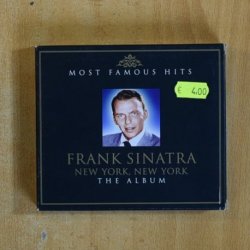 MOST FAMOUS HITS
€ 4.00
FRANK SINATRA
NEW YORK, NEW YORK
THE ALBUM